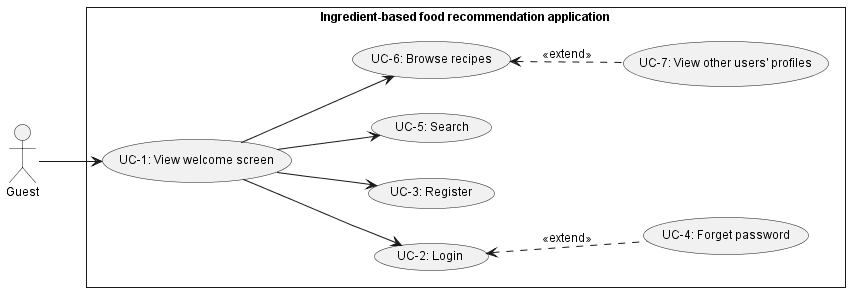 Ingredient-based food recommendation application
UC-6: Browse recipes
«extend»
UC-7: View other users' profiles
UC-5: Search
UC-1: View welcome screen
Guest
UC-3: Register
UC-2: Login
«extend»
UC-4: Forget password